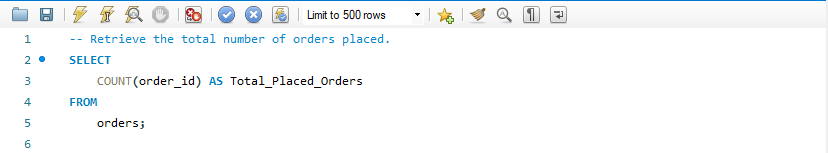 Limit to 500 rows
1 -- Retrieve the total number of orders placed.
2 SELECT
3 COUNT(order_id) AS Total_Placed_Orders
4 FROM
5 orders;
6